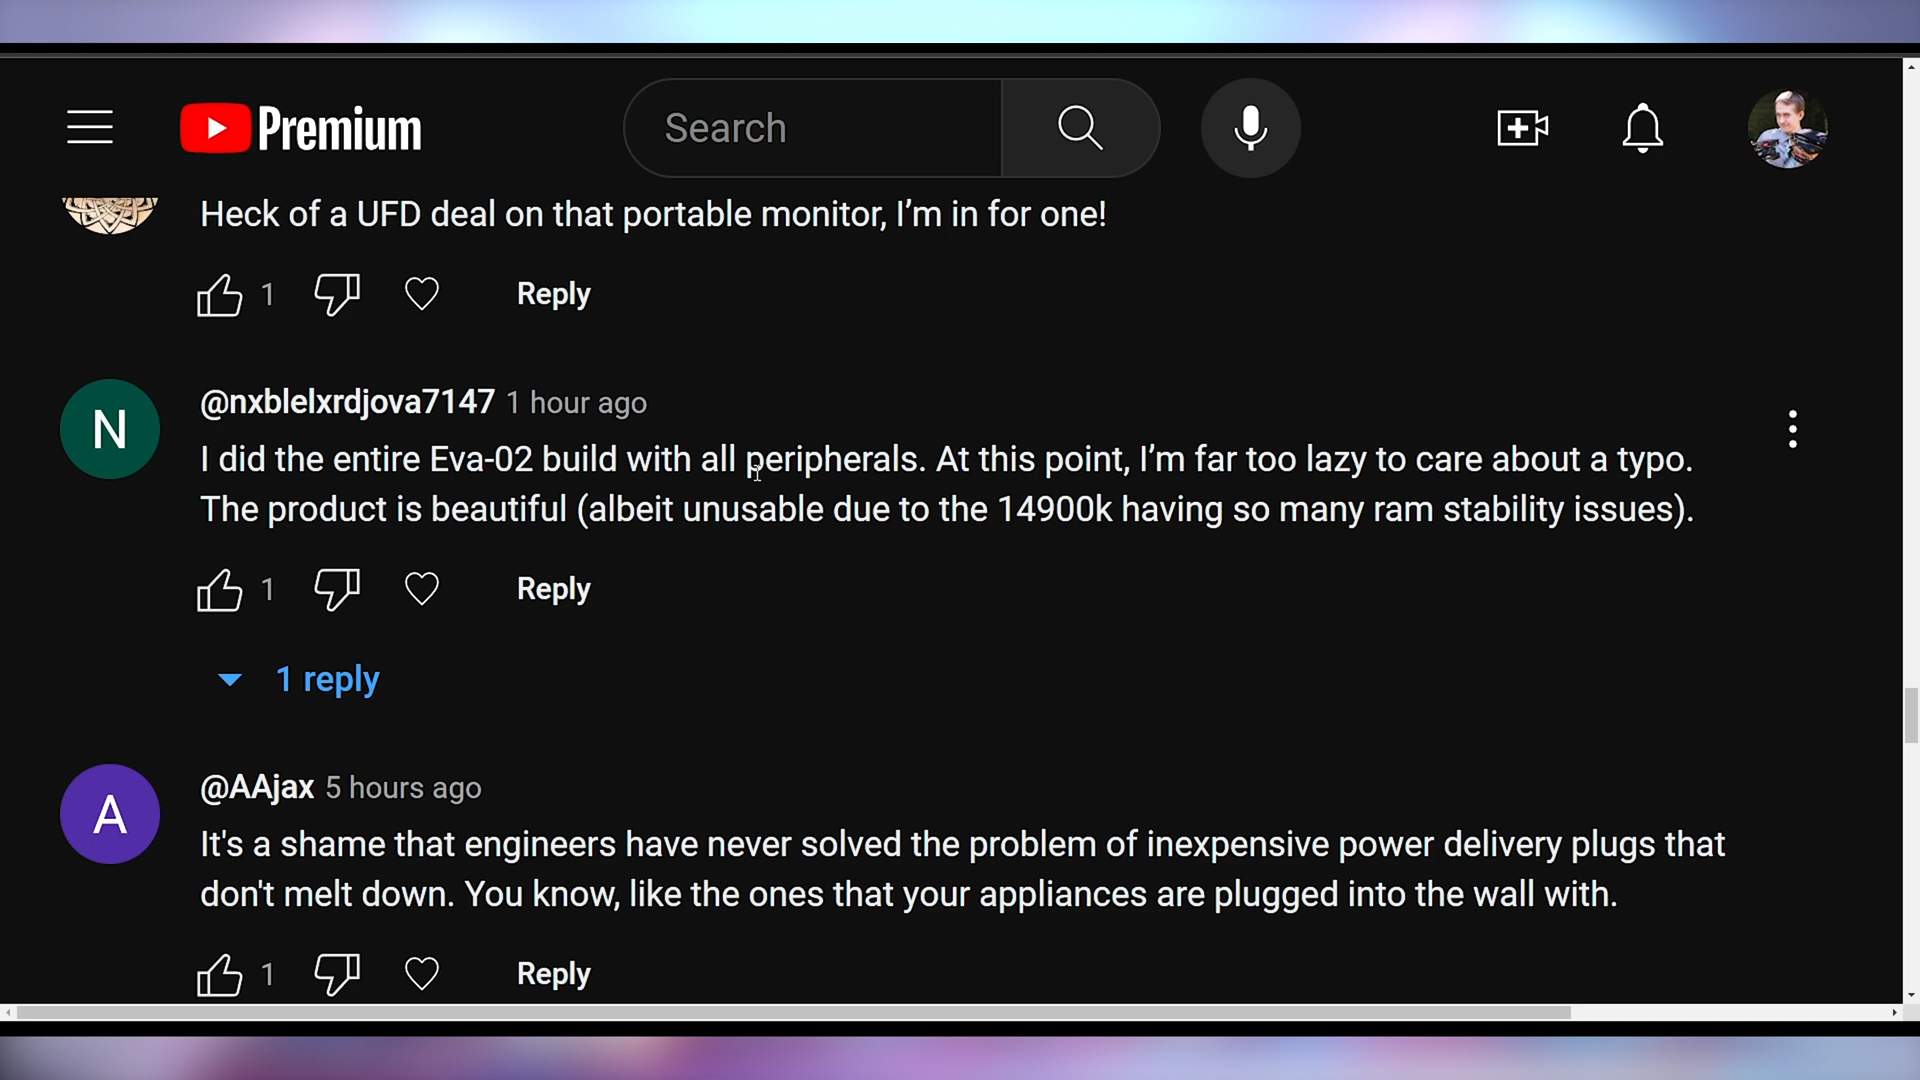 Premium
Search
Heck of a UFD deal on that portable monitor, I’m in for one!
1
Reply
N
@nxblelxrdjova7147 1 hour ago
I did the entire Eva-02 build with all peripherals. At this point, I’m far too lazy to care about a typo.
The product is beautiful (albeit unusable due to the 14900k having so many ram stability issues).
1
Reply
1 reply
A
@AAjax 5 hours ago
It's a shame that engineers have never solved the problem of inexpensive power delivery plugs that
don't melt down. You know, like the ones that your appliances are plugged into the wall with.
1
Reply